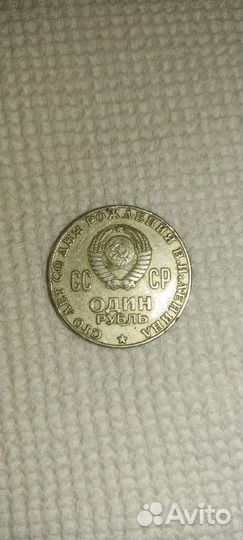 СТО ЛЕТ СО ДНЯ РОЖДЕНИЯ В.И.ЛЕНИНА
СС СР
ОДИН
РУБЛЬ
Avito